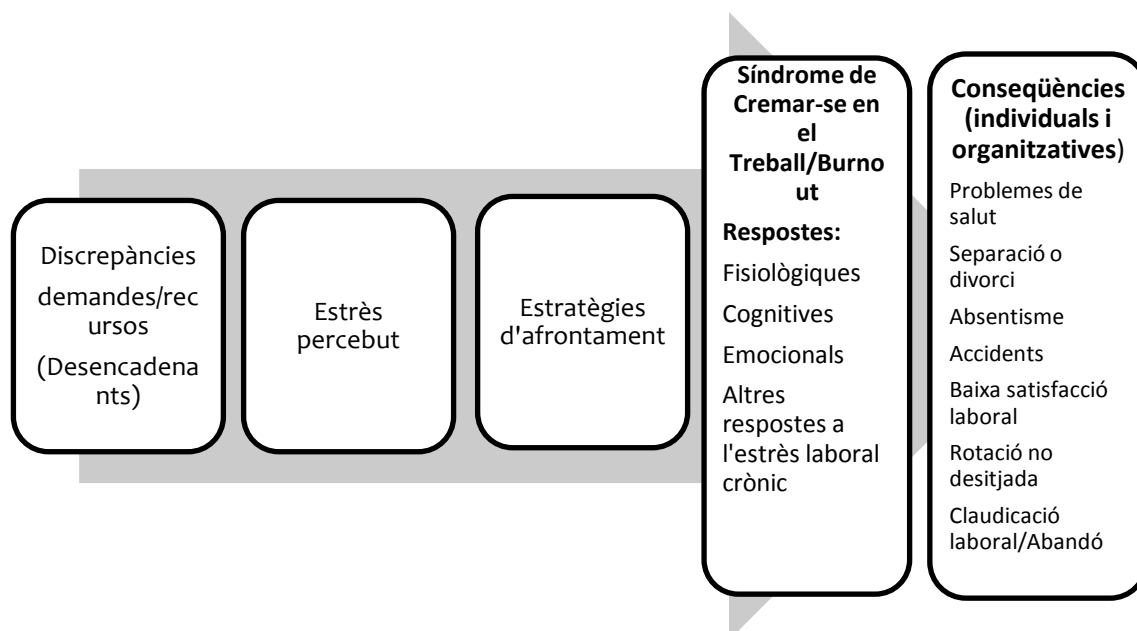 Discrepàncies
demandes/rec
ursos
(Desencadena
nts)
Estrès
percebut
Estratègies
d'afrontament
Síndrome de
Cremar-se en
el
Treball/Burno
ut
Respostes:
Fisiològiques
Cognitives
Emocionals
Altres
respostes a
l'estrès laboral
crònic
Conseqüències
(individuals i
organitzatives)
Problemes de
salut
Separació o
divorci
Absentisme
Accidents
Baixa satisfacció
laboral
Rotació no
desitjada
Claudicació
laboral/Abandó